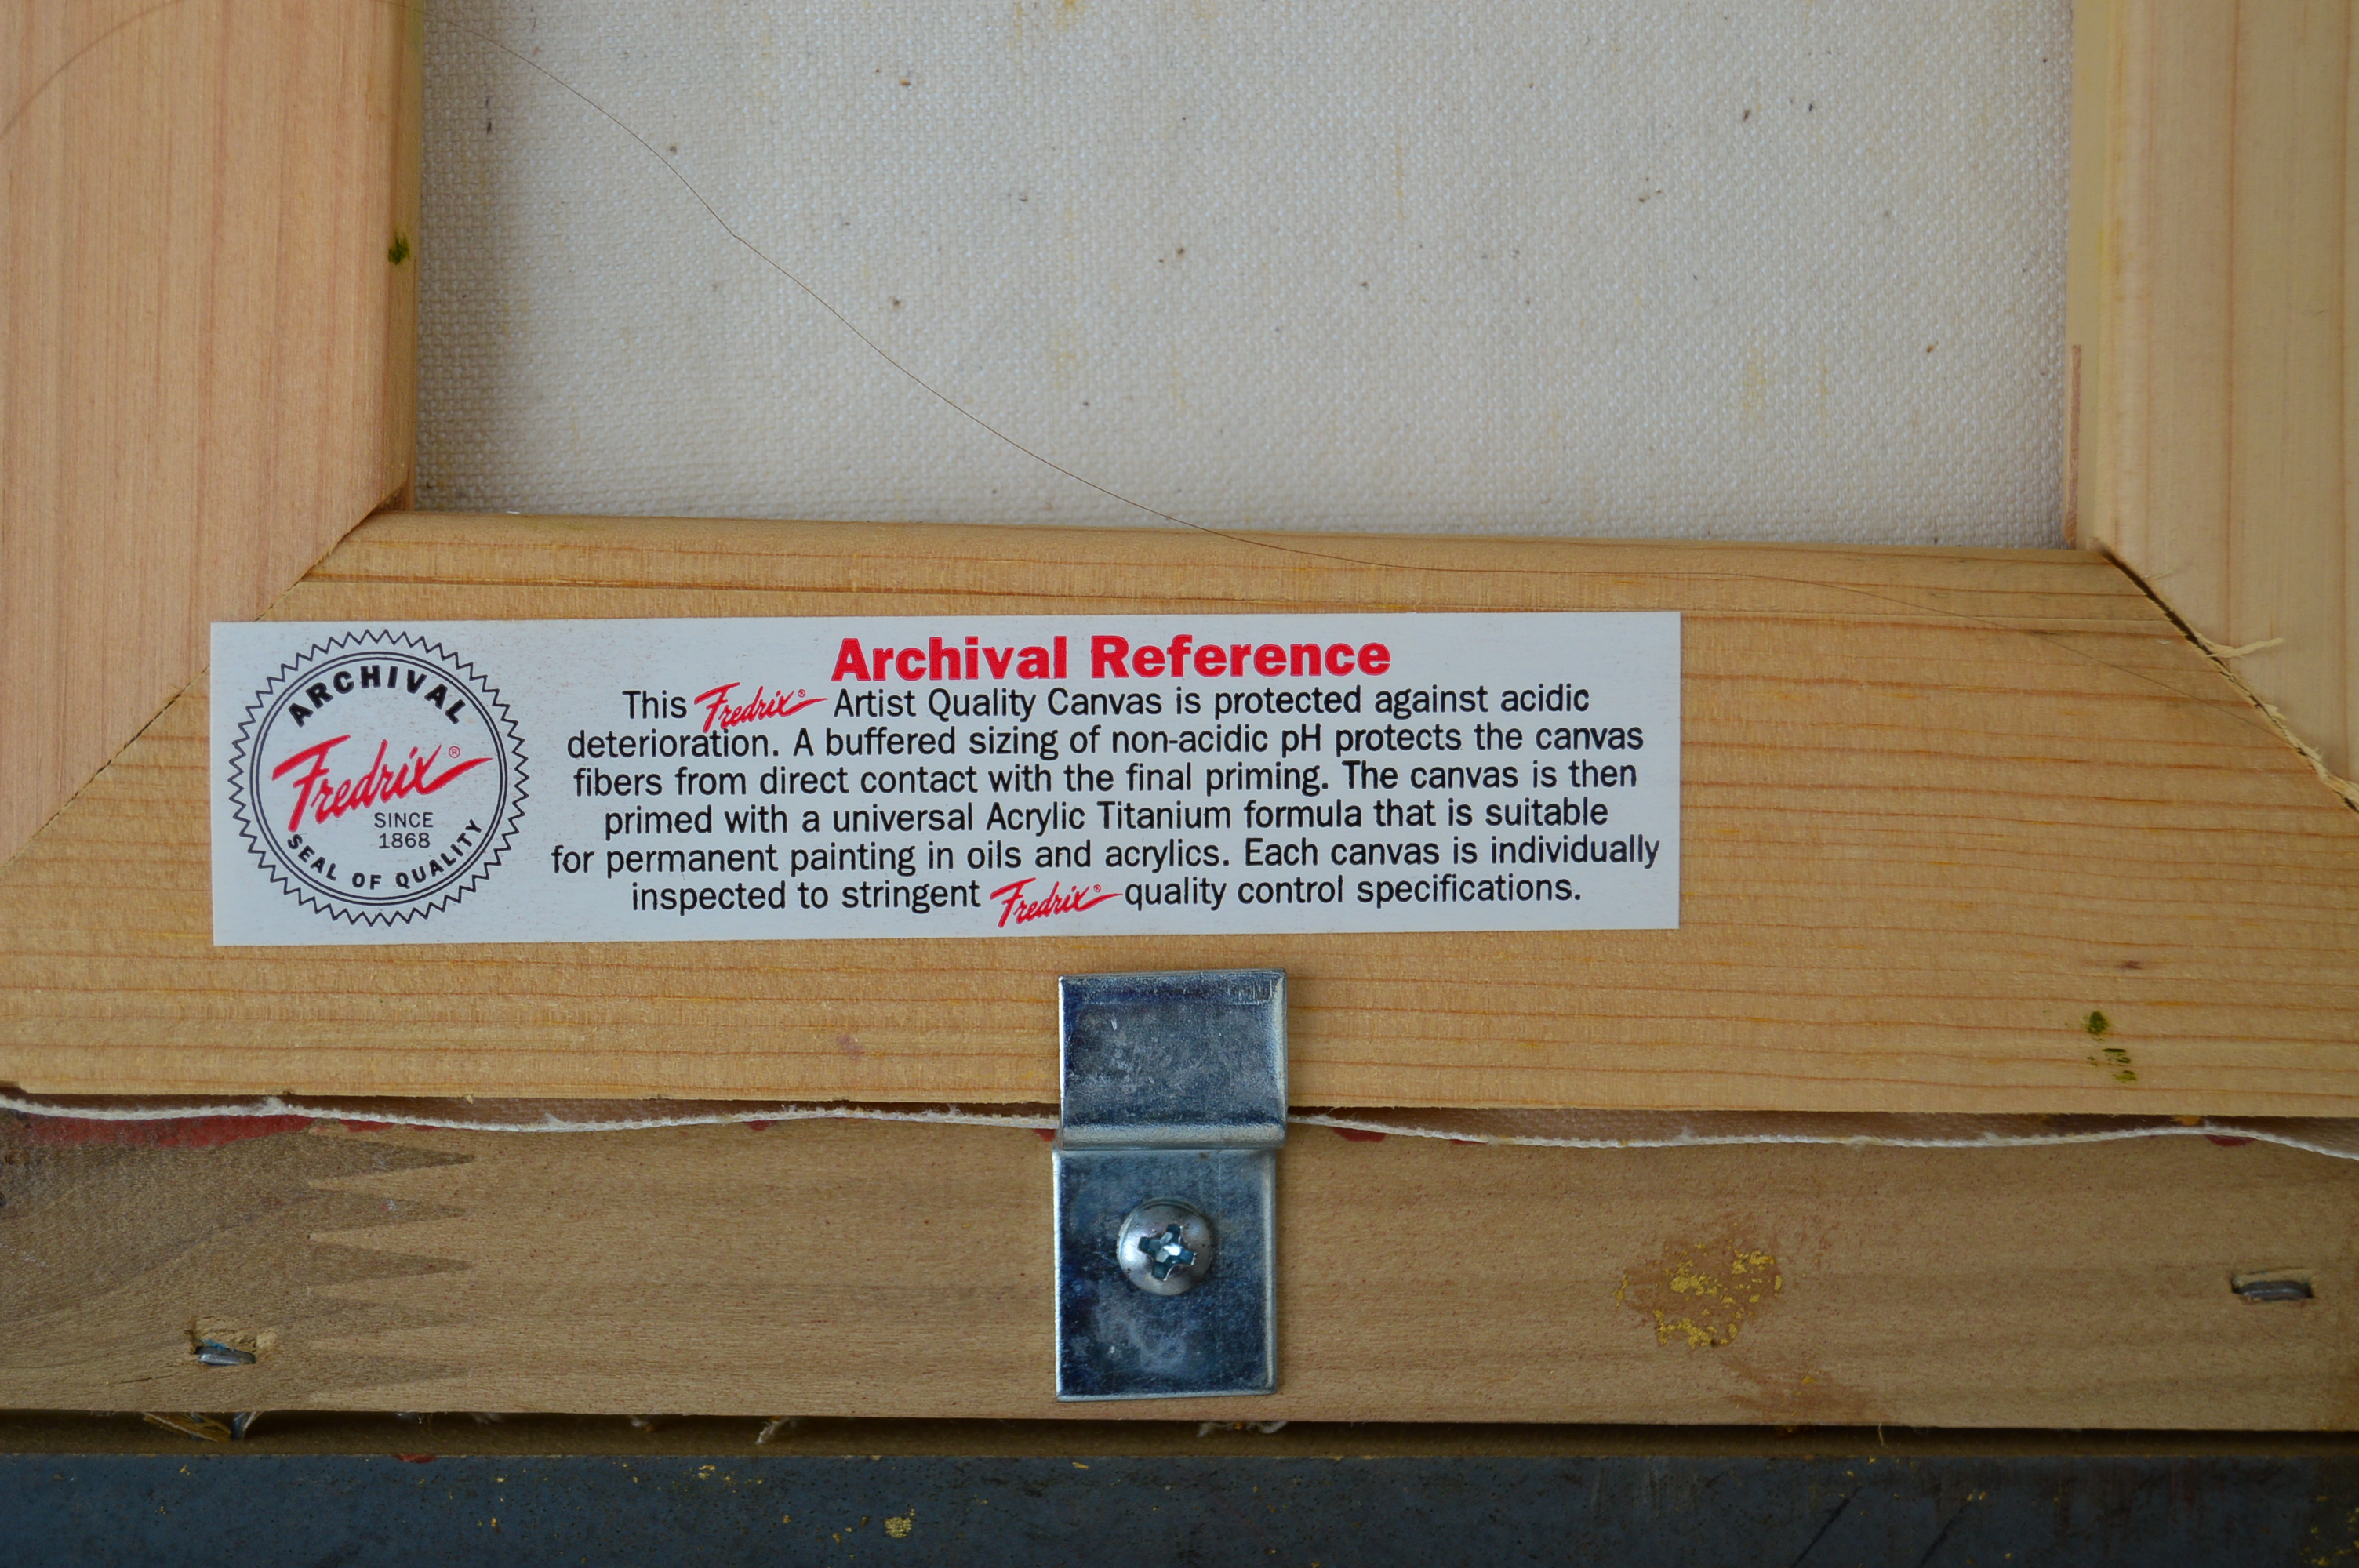 ARCHIVAL
Fredrix®
SINCE
1868
SEAL OF QUALITY
Archival Reference
This Fredrix® Artist Quality Canvas is protected against acidic
deterioration. A buffered sizing of non-acidic pH protects the canvas
fibers from direct contact with the final priming. The canvas is then
primed with a universal Acrylic Titanium formula that is suitable
for permanent painting in oils and acrylics. Each canvas is individually
inspected to stringent Fredrix® quality control specifications.